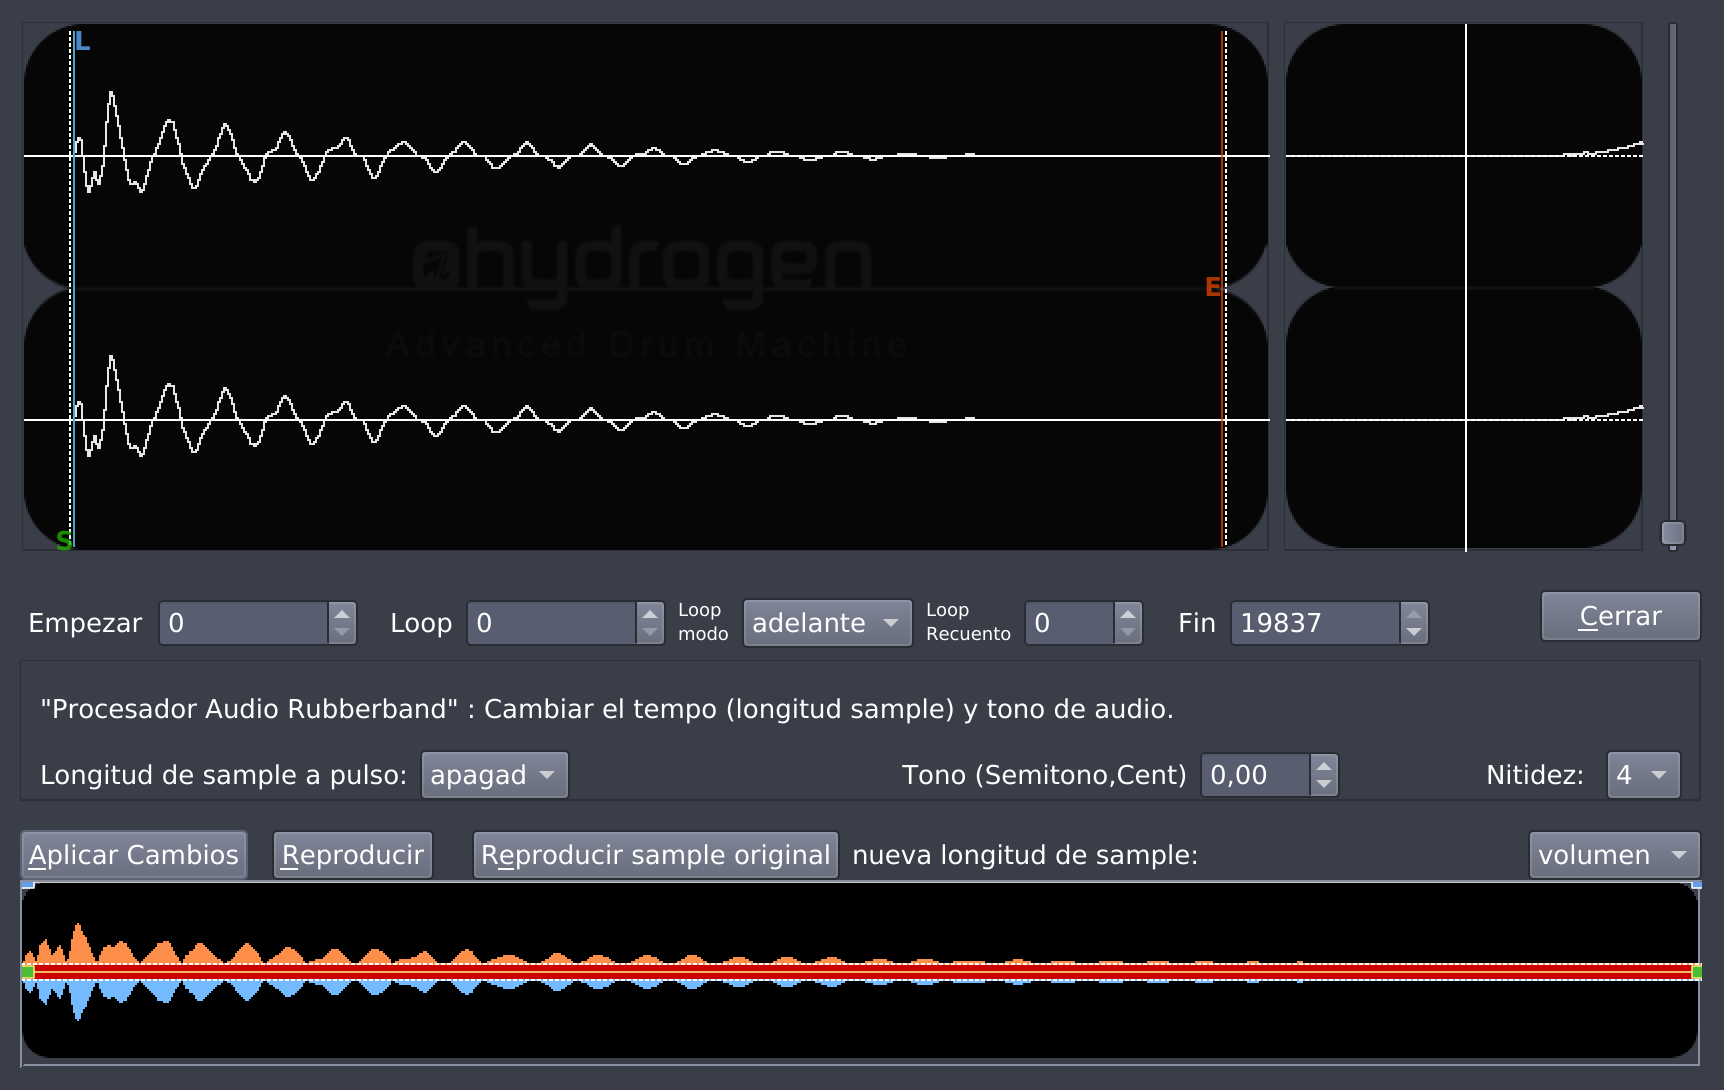 L
hydrogen
Advanced Drum Machine
E
S
Empezar 0 Loop 0 Loop modo adelante Loop Recuento 0 Fin 19837 Cerrar
"Procesador Audio Rubberband" : Cambiar el tempo (longitud sample) y tono de audio.
Longitud de sample a pulso: apagad Tono (Semitono,Cent) 0,00 Nitidez: 4
Aplicar Cambios Reproducir Reproducir sample original nueva longitud de sample: volumen